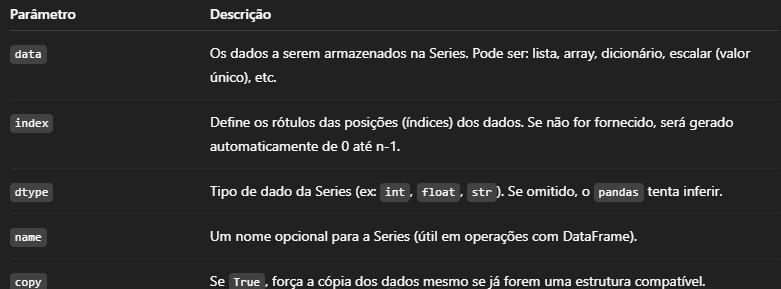 Parâmetro Descrição
data Os dados a serem armazenados na Series. Pode ser: lista, array, dicionário, escalar (valor
único), etc.
index Define os rótulos das posições (índices) dos dados. Se não for fornecido, será gerado
automaticamente de 0 até n-1.
dtype Tipo de dado da Series (ex: int, float, str). Se omitido, o pandas tenta inferir.
name Um nome opcional para a Series (útil em operações com DataFrame).
copy Se True, força a cópia dos dados mesmo se já forem uma estrutura compatível.